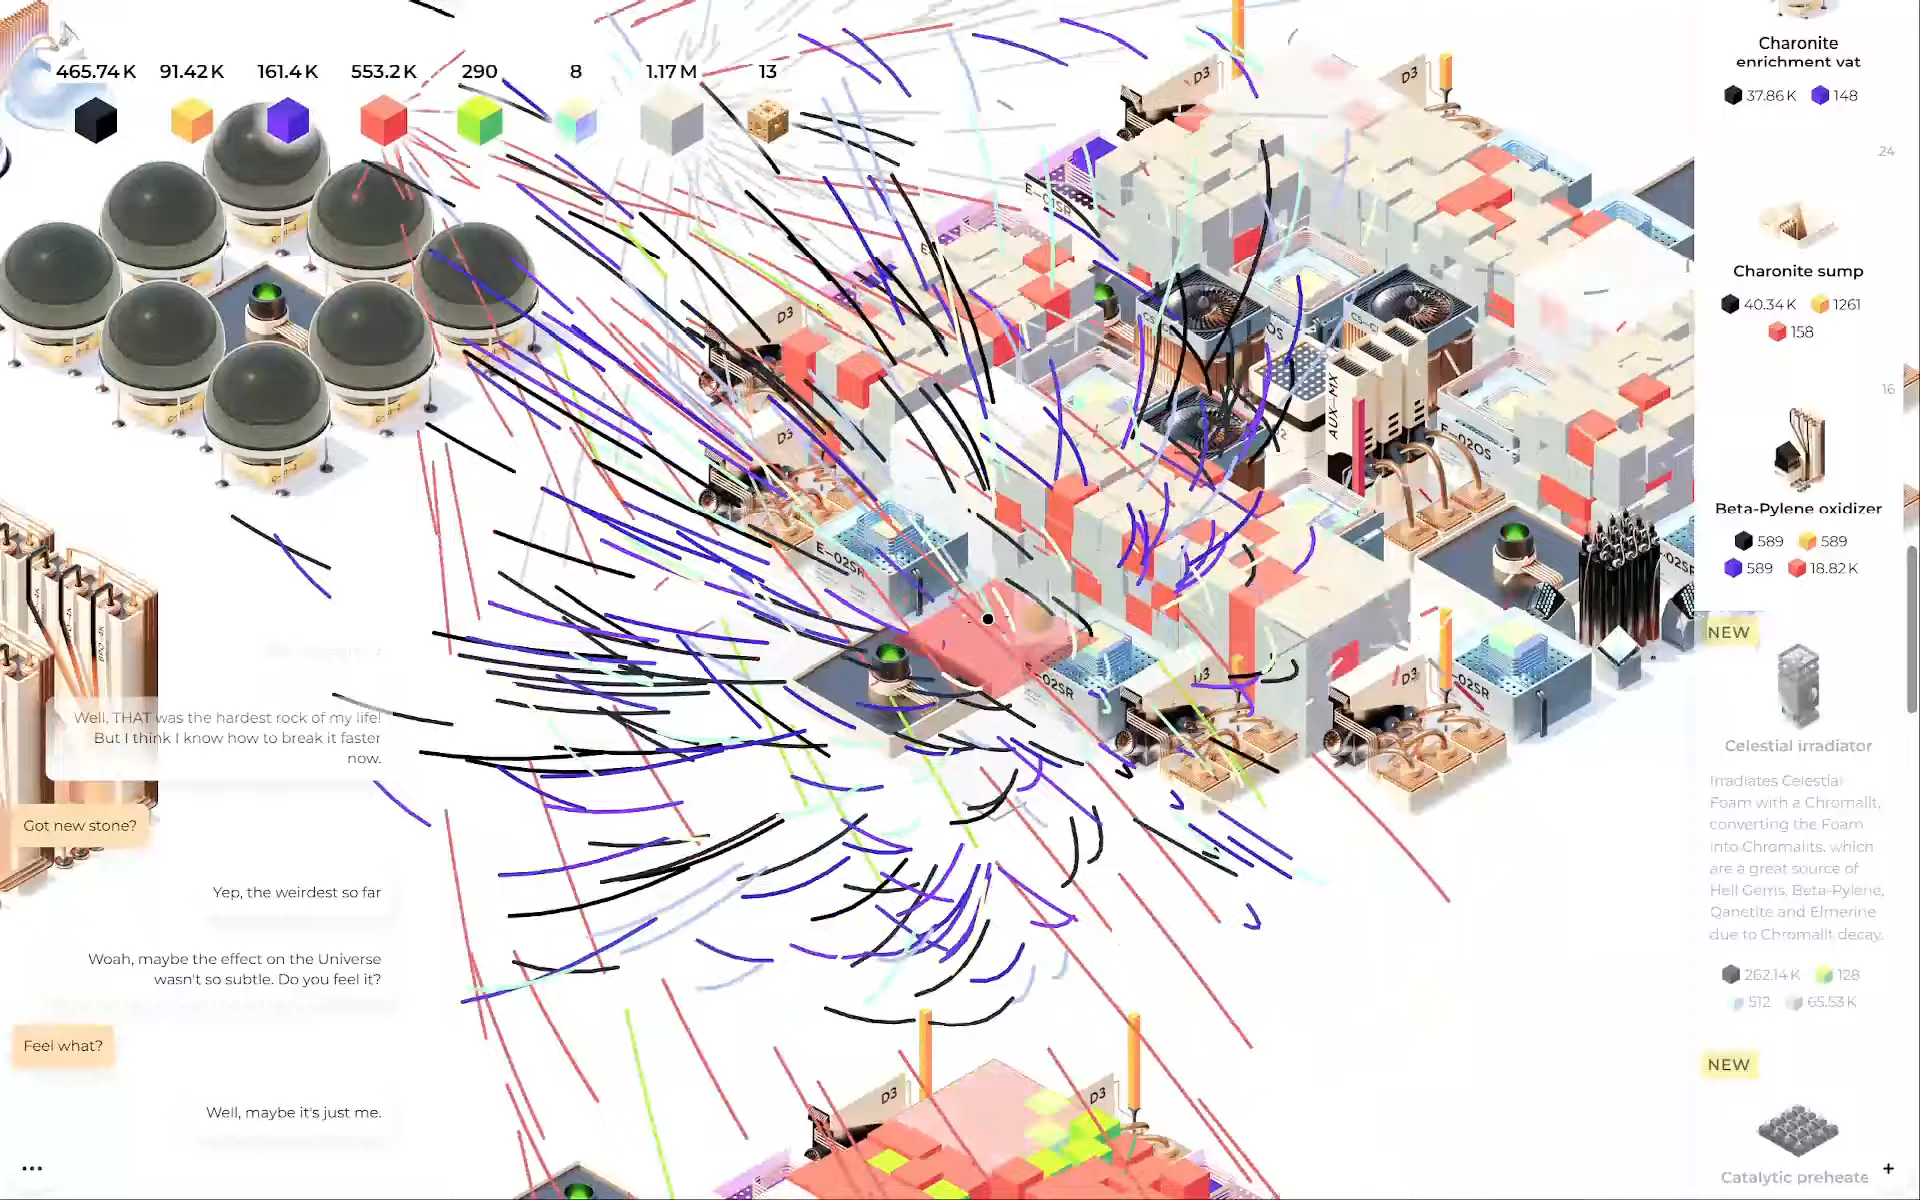 465.74 K 91.42 K 161.4 K 553.2 K 290 8 1.17 M 13
Well, THAT was the hardest rock of my life!
But I think I know how to break it faster
now.
Got new stone?
Yep, the weirdest so far
Woah, maybe the effect on the Universe
wasn't so subtle. Do you feel it?
Feel what?
Well, maybe it's just me.
...
D3
D3
E-01SR
D3
D3
AUX-MX
E-02OS
E-02SR
D3
D3
D3
Charonite
enrichment vat
37.86 K 148
24
Charonite sump
40.34 K 1261
158
16
Beta-Pylene oxidizer
589 589
589 18.82 K
NEW
Celestial irradiator
Irradiates Celestial
Foam with a Chromalit,
converting the Foam
into Chromalits, which
are a great source of
Hell Gems, Beta-Pylene,
Qanetite and Elmerine
due to Chromalit decay.
262.14 K 128
512 65.53 K
NEW
Catalytic preheate
+